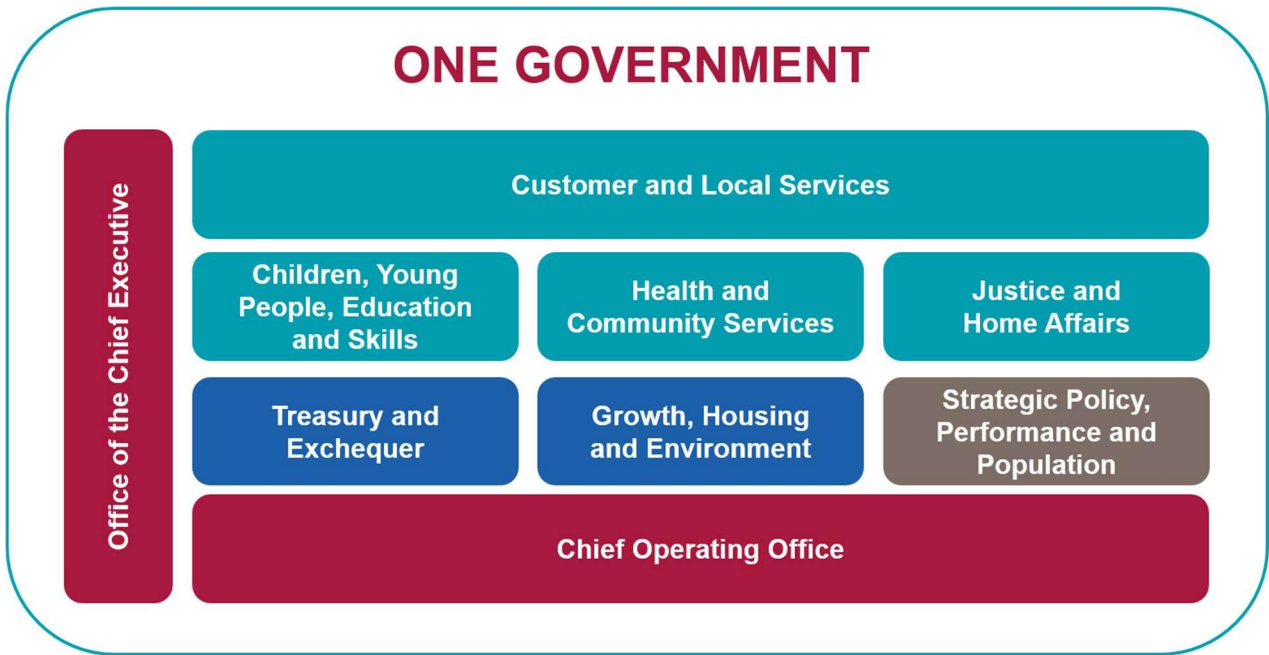 ONE GOVERNMENT
Office of the Chief Executive
Customer and Local Services
Children, Young
People, Education
and Skills
Health and
Community Services
Justice and
Home Affairs
Treasury and
Exchequer
Growth, Housing
and Environment
Strategic Policy,
Performance and
Population
Chief Operating Office